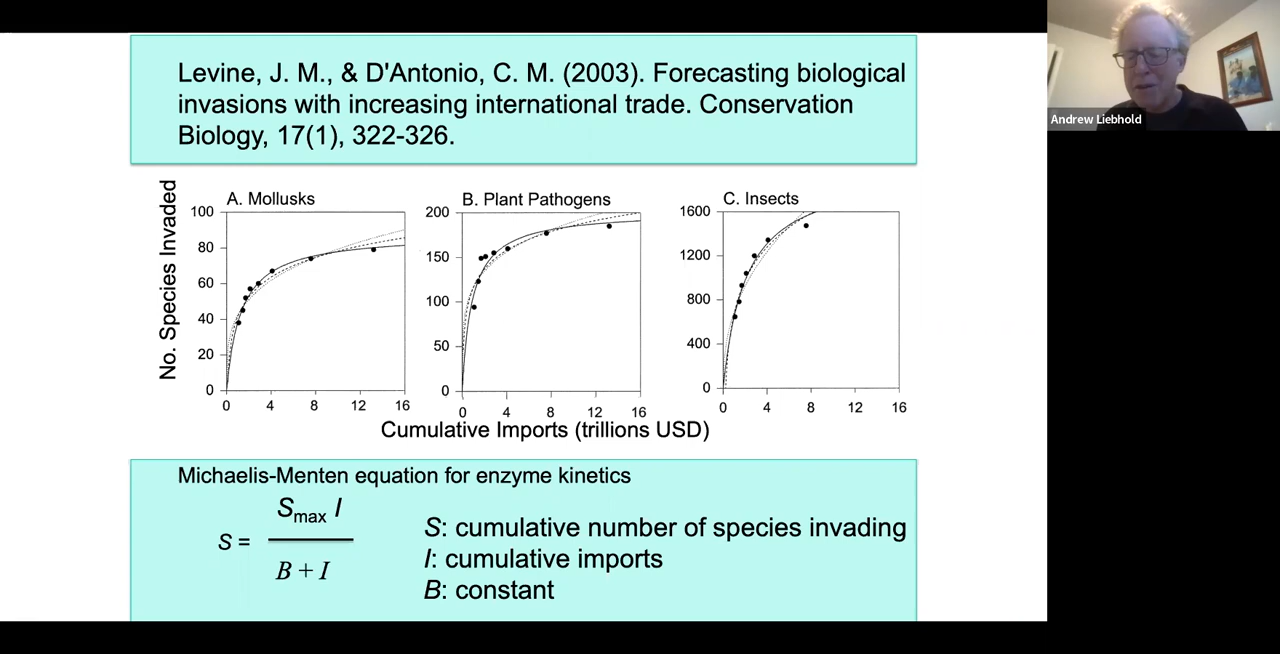 Levine, J. M., & D'Antonio, C. M. (2003). Forecasting biological
invasions with increasing international trade. Conservation
Biology, 17(1), 322-326.
Andrew Liebhold
No. Species Invaded
A. Mollusks
100
80
60
40
20
0
0 4 8 12 16
B. Plant Pathogens
200
150
100
50
0
0 4 8 12 16
C. Insects
1600
1200
800
400
0
0 4 8 12 16
Cumulative Imports (trillions USD)
Michaelis-Menten equation for enzyme kinetics
S = Smax I
B + I
S: cumulative number of species invading
I: cumulative imports
B: constant